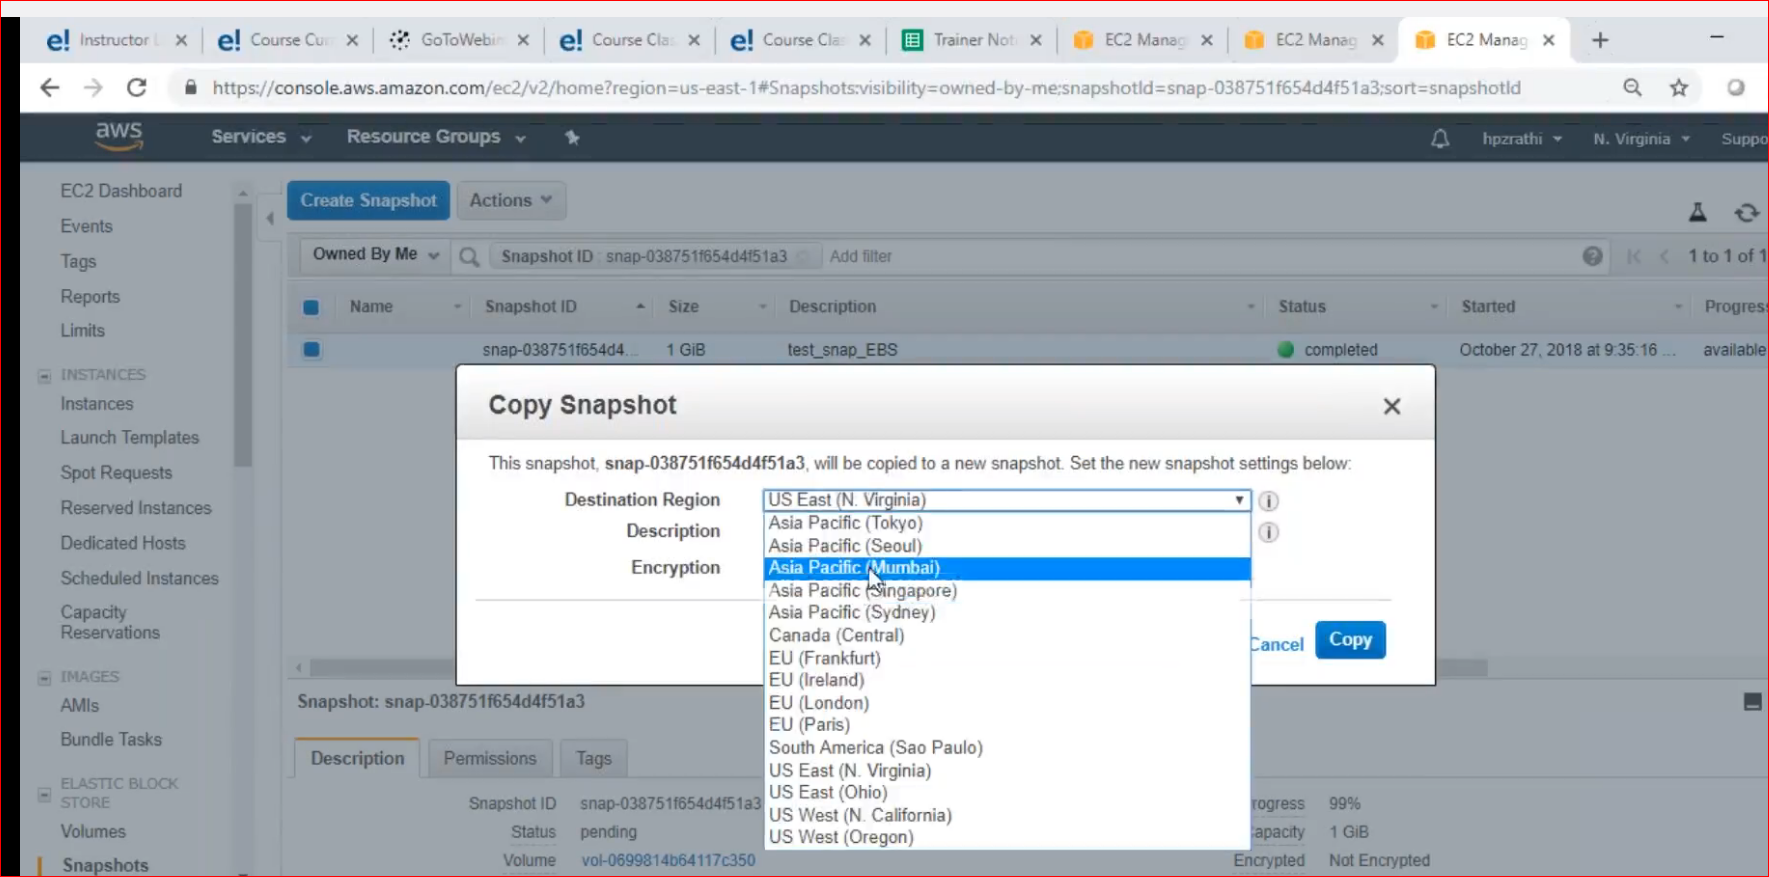 e! Instructor L
e! Course Cur
GoToWebin
e! Course Clas
e! Course Clas
Trainer Not
EC2 Manag
EC2 Manag
EC2 Manag
https://console.aws.amazon.com/ec2/v2/home?region=us-east-1#Snapshots:visibility=owned-by-me;snapshotId=snap-038751f654d4f51a3;sort=snapshotId
aws Services Resource Groups hpzrathi N. Virginia Suppo
EC2 Dashboard
Events
Tags
Reports
Limits
INSTANCES
Instances
Launch Templates
Spot Requests
Reserved Instances
Dedicated Hosts
Scheduled Instances
Capacity
Reservations
IMAGES
AMIs
Bundle Tasks
ELASTIC BLOCK
STORE
Volumes
Snapshots
Create Snapshot Actions
Owned By Me Snapshot ID : snap-038751f654d4f51a3 Add filter 1 to 1 of 1
Name Snapshot ID Size Description Status Started Progress
snap-038751f654d4... 1 GiB test_snap_EBS completed October 27, 2018 at 9:35:16 ... available
Copy Snapshot
This snapshot, snap-038751f654d4f51a3, will be copied to a new snapshot. Set the new snapshot settings below:
Destination Region US East (N. Virginia)
Description
Encryption
Asia Pacific (Tokyo)
Asia Pacific (Seoul)
Asia Pacific (Mumbai)
Asia Pacific (Singapore)
Asia Pacific (Sydney)
Canada (Central)
EU (Frankfurt)
EU (Ireland)
EU (London)
EU (Paris)
South America (Sao Paulo)
US East (N. Virginia)
US East (Ohio)
US West (N. California)
US West (Oregon)
Cancel Copy
Snapshot: snap-038751f654d4f51a3
Description Permissions Tags
Snapshot ID snap-038751f654d4f51a3
Status pending
Volume vol-0699814b64117c350
rogress 99%
apacity 1 GiB
Encrypted Not Encrypted